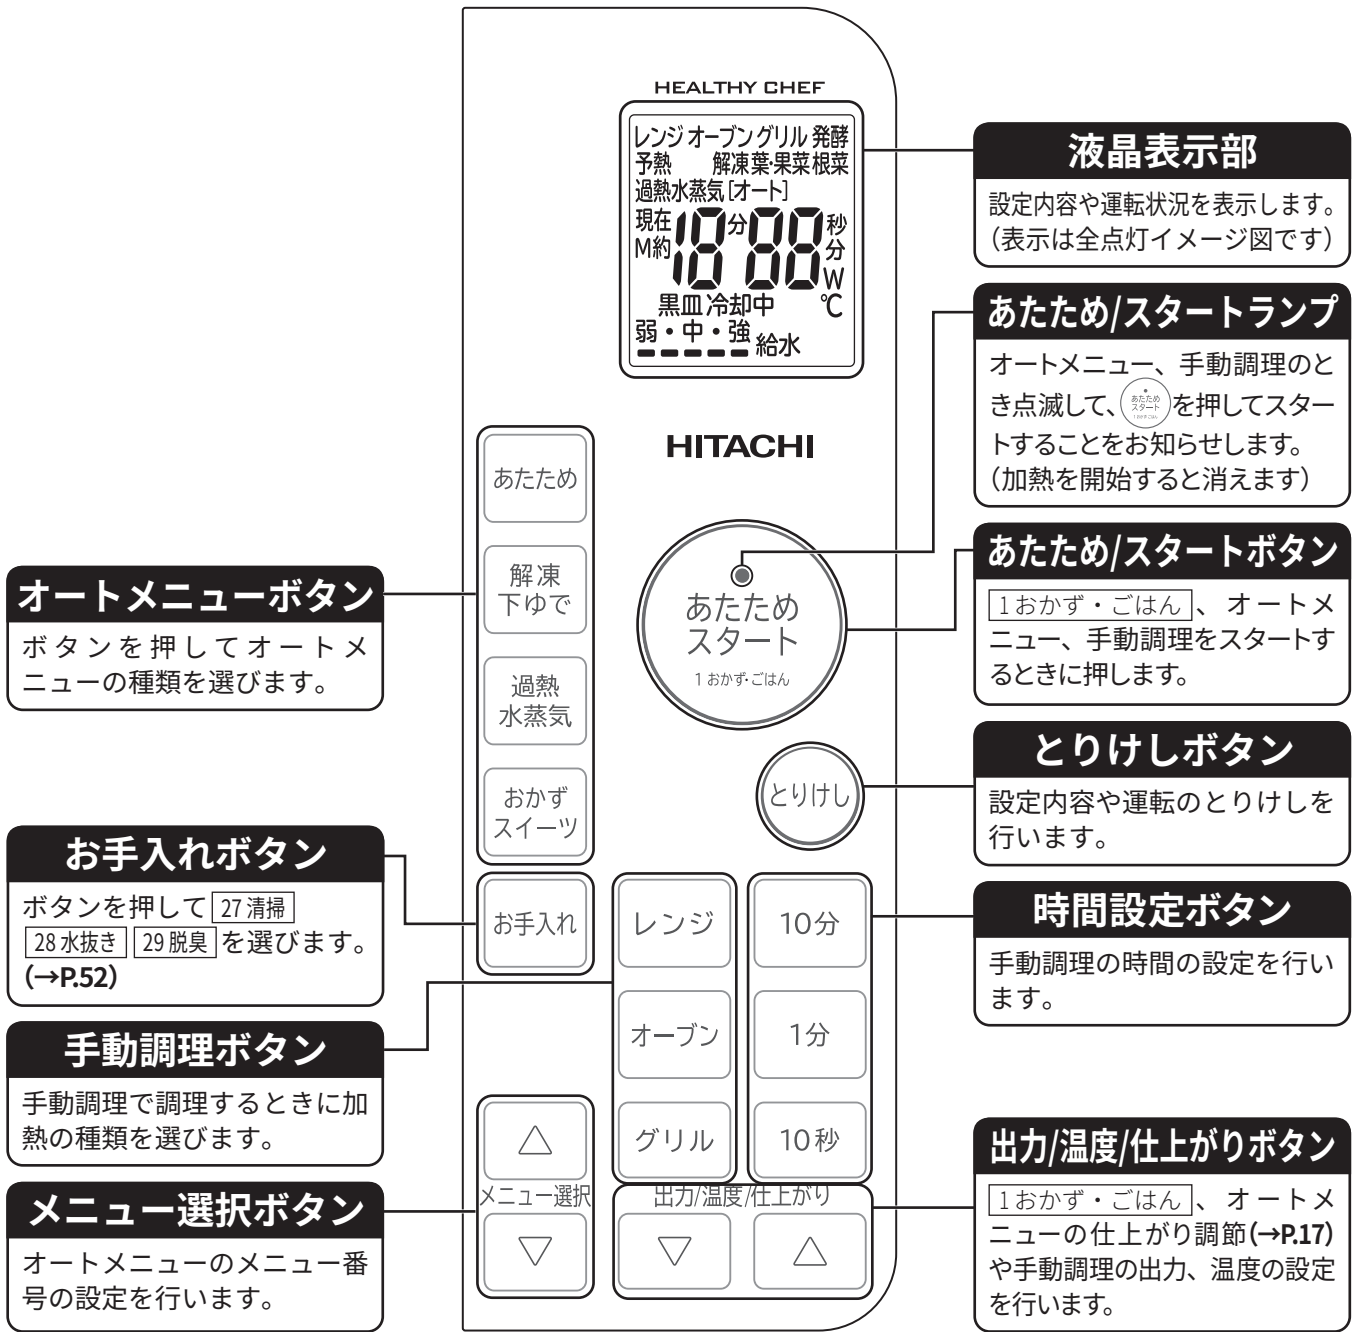 HEALTHY CHEF
レンジ オーブン グリル 発酵
予熱 解凍 葉・果菜 根菜
過熱水蒸気 [オート]
現在 18分88秒
M約 分
W
黒皿 冷却中 ℃
弱・中・強 給水
HITACHI
あたため
解凍
下ゆで
過熱
水蒸気
おかず
スイーツ
お手入れ
あたため
スタート
1 おかず・ごはん
とりけし
レンジ
オーブン
グリル
10分
1分
10秒
△
メニュー選択
▽
出力/温度/仕上がり
▽ △
オートメニューボタン
ボタンを押してオートメ
ニューの種類を選びます。
お手入れボタン
ボタンを押して 27 清掃
28 水抜き 29 脱臭 を選びます。
(→P.52)
手動調理ボタン
手動調理で調理するときに加
熱の種類を選びます。
メニュー選択ボタン
オートメニューのメニュー番
号の設定を行います。
液晶表示部
設定内容や運転状況を表示します。
(表示は全点灯イメージ図です)
あたため/スタートランプ
オートメニュー、手動調理のと
き点滅して、あたためスタート 1 おかず・ごはん を押してスター
トすることをお知らせします。
(加熱を開始すると消えます)
あたため/スタートボタン
1 おかず・ごはん 、オートメ
ニュー、手動調理をスタートす
るときに押します。
とりけしボタン
設定内容や運転のとりけしを
行います。
時間設定ボタン
手動調理の時間の設定を行い
ます。
出力/温度/仕上がりボタン
1 おかず・ごはん 、オートメ
ニューの仕上がり調節(→P.17)
や手動調理の出力、温度の設定
を行います。